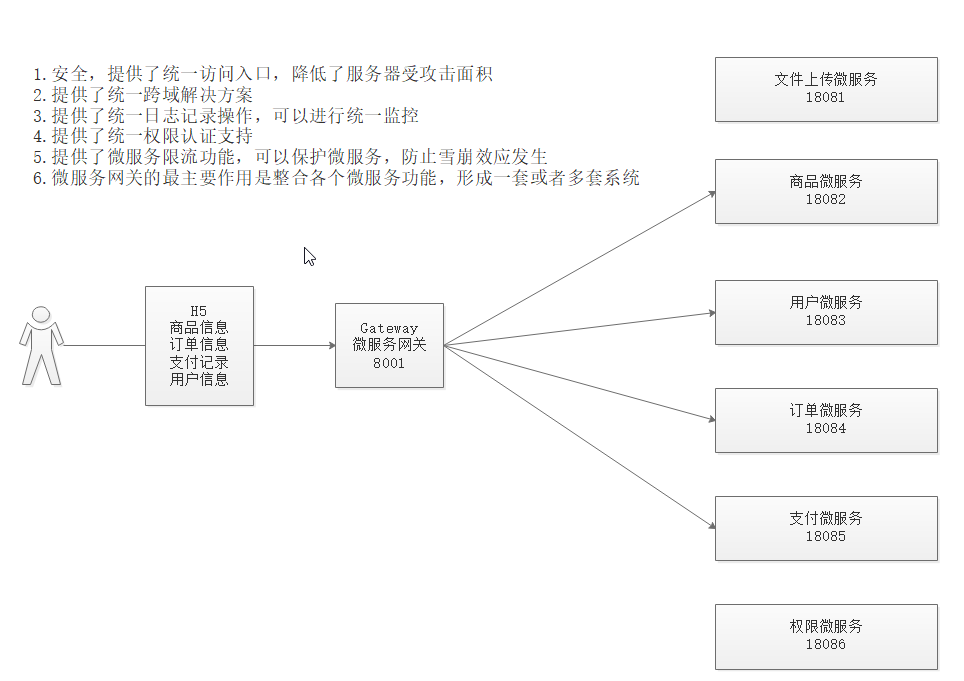 1.安全，提供了统一访问入口，降低了服务器受攻击面积
2.提供了统一跨域解决方案
3.提供了统一日志记录操作，可以进行统一监控
4.提供了统一权限认证支持
5.提供了微服务限流功能，可以保护微服务，防止雪崩效应发生
6.微服务网关的最主要作用是整合各个微服务功能，形成一套或者多套系统
H5
商品信息
订单信息
支付记录
用户信息
Gateway
微服务网关
8001
文件上传微服务
18081
商品微服务
18082
用户微服务
18083
订单微服务
18084
支付微服务
18085
权限微服务
18086